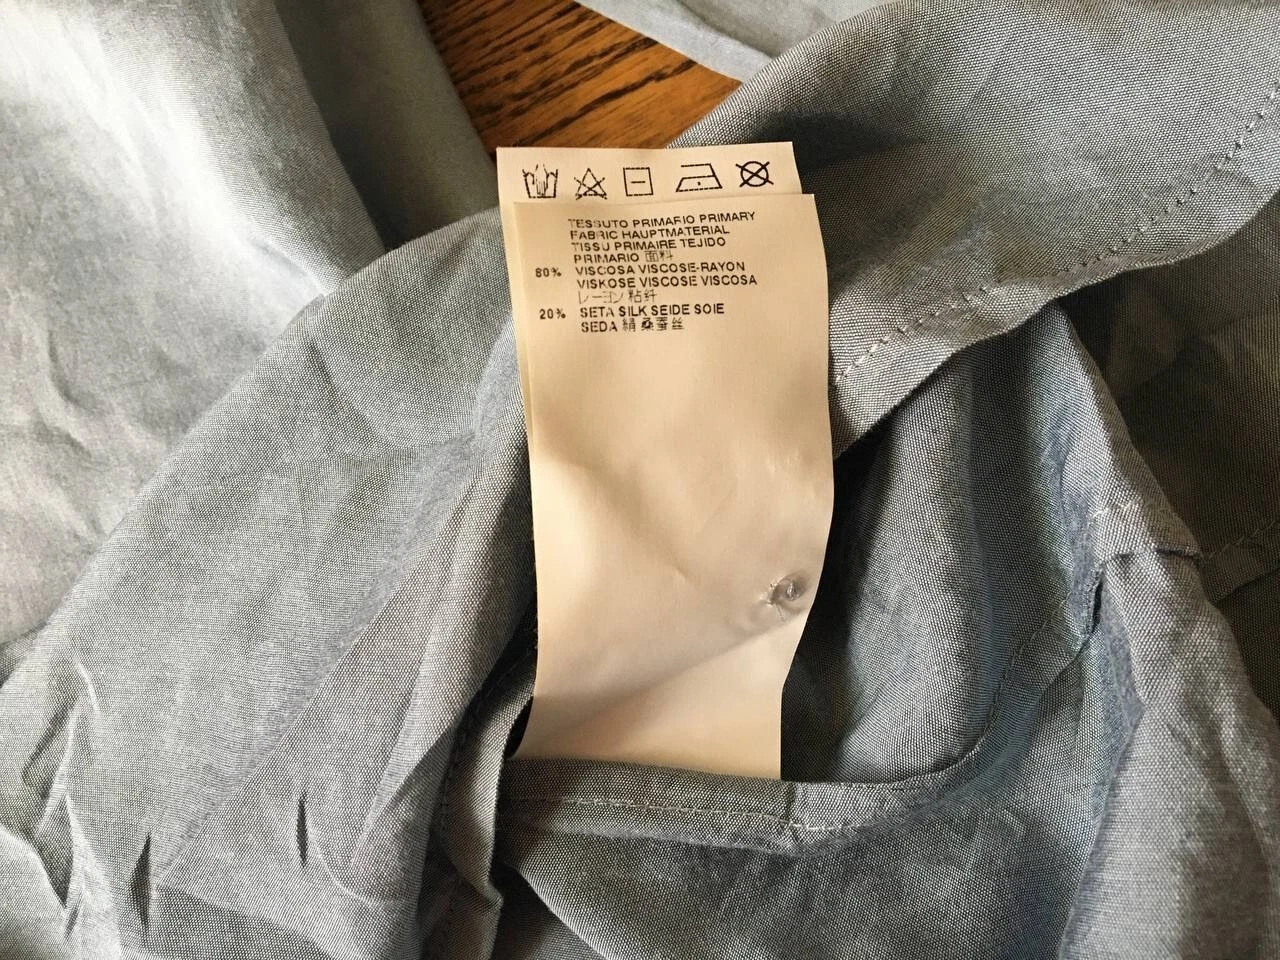 TESSUTO PRIMARIO PRIMARY
FABRIC HAUPTMATERIAL
TISSU PRIMAIRE TEJIDO
PRIMARIO 面料
80% VISCOSA VISCOSE-RAYON
VISKOSE VISCOSE VISCOSA
レーヨン 粘纤
20% SETA SILK SEIDE SOIE
SEDA 絹 桑蚕丝